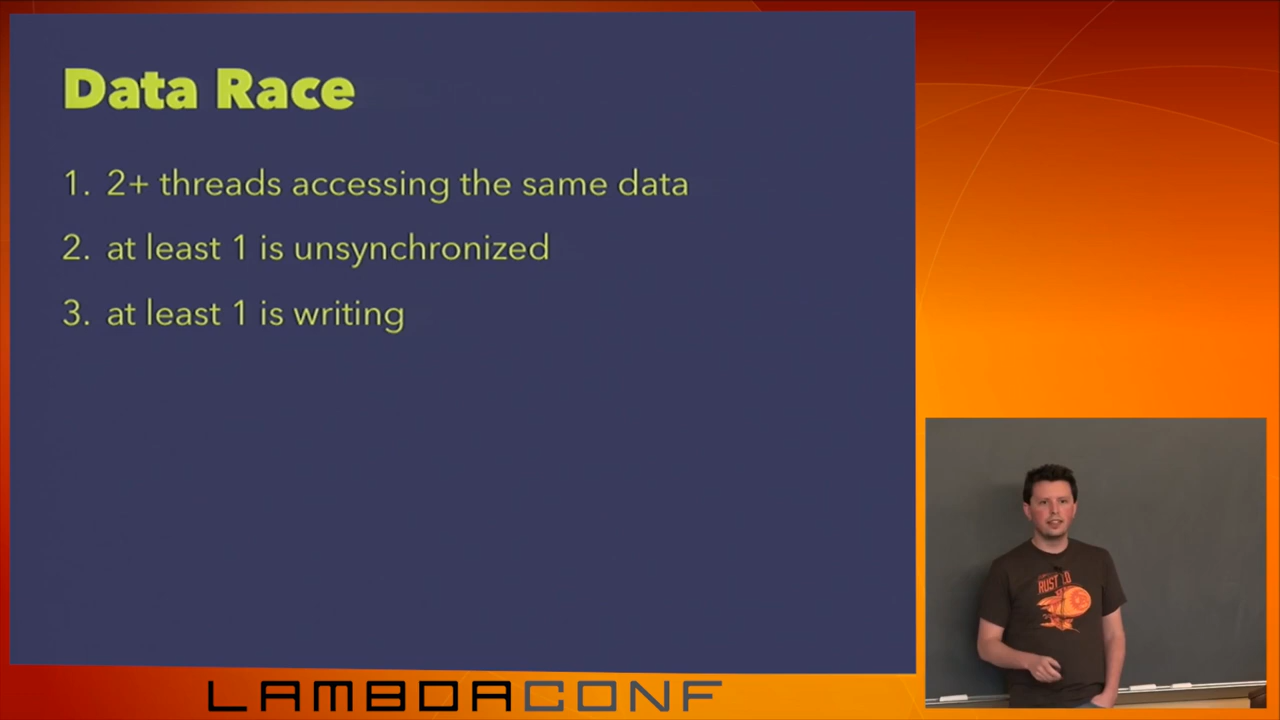 Data Race
1. 2+ threads accessing the same data
2. at least 1 is unsynchronized
3. at least 1 is writing
RUST
LAMBDACONF